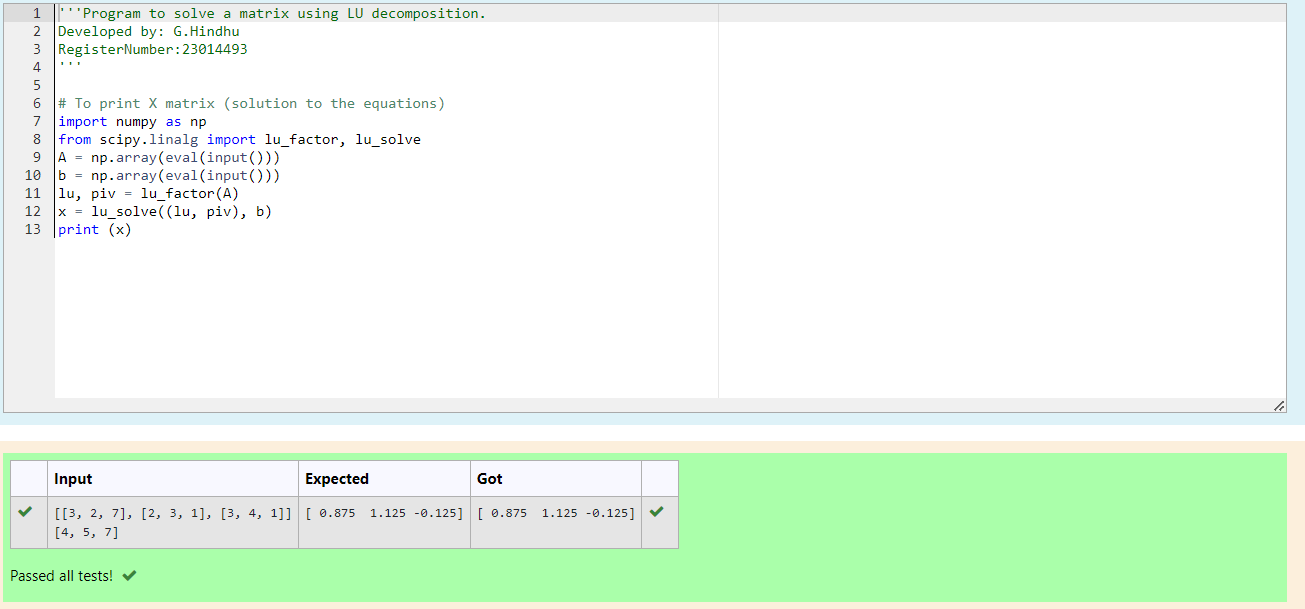 1 '''Program to solve a matrix using LU decomposition.
2 Developed by: G.Hindhu
3 RegisterNumber:23014493
4 '''
5
6 # To print X matrix (solution to the equations)
7 import numpy as np
8 from scipy.linalg import lu_factor, lu_solve
9 A = np.array(eval(input()))
10 b = np.array(eval(input()))
11 lu, piv = lu_factor(A)
12 x = lu_solve((lu, piv), b)
13 print (x)
Input Expected Got
[[3, 2, 7], [2, 3, 1], [3, 4, 1]] [ 0.875  1.125 -0.125] [ 0.875  1.125 -0.125]
[4, 5, 7]
Passed all tests!